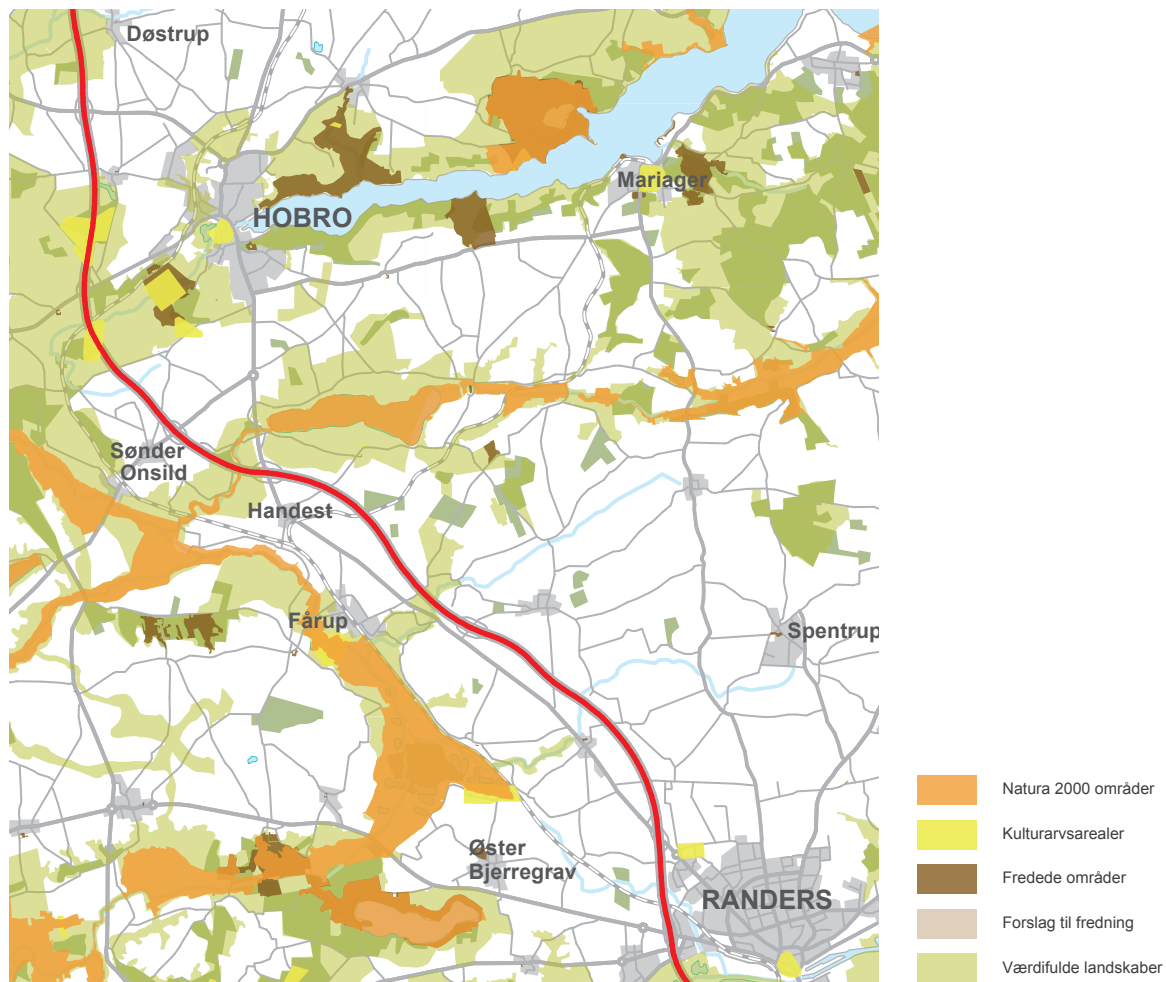 Døstrup
Mariager
HOBRO
Sønder
Onsild
Handest
Fårup
Spentrup
Øster
Bjerregrav
RANDERS
Natura 2000 områder
Kulturarvsarealer
Fredede områder
Forslag til fredning
Værdifulde landskaber